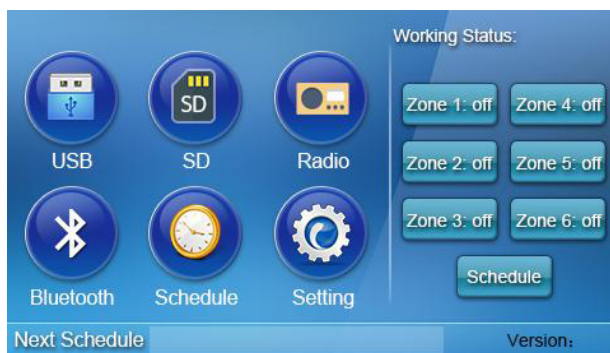 Working Status:
SD
USB
SD
Radio
Bluetooth
Schedule
Setting
Zone 1: off
Zone 4: off
Zone 2: off
Zone 5: off
Zone 3: off
Zone 6: off
Schedule
Next Schedule
Version：